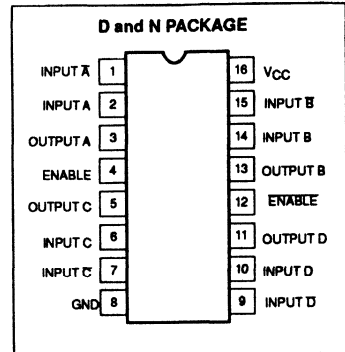 D and N PACKAGE
INPUT A̅ 1 16 VCC
INPUT A 2 15 INPUT B̅
OUTPUT A 3 14 INPUT B
ENABLE 4 13 OUTPUT B
OUTPUT C 5 12 E̅N̅A̅B̅L̅E̅
INPUT C 6 11 OUTPUT D
INPUT C̅ 7 10 INPUT D
GND 8 9 INPUT D̅